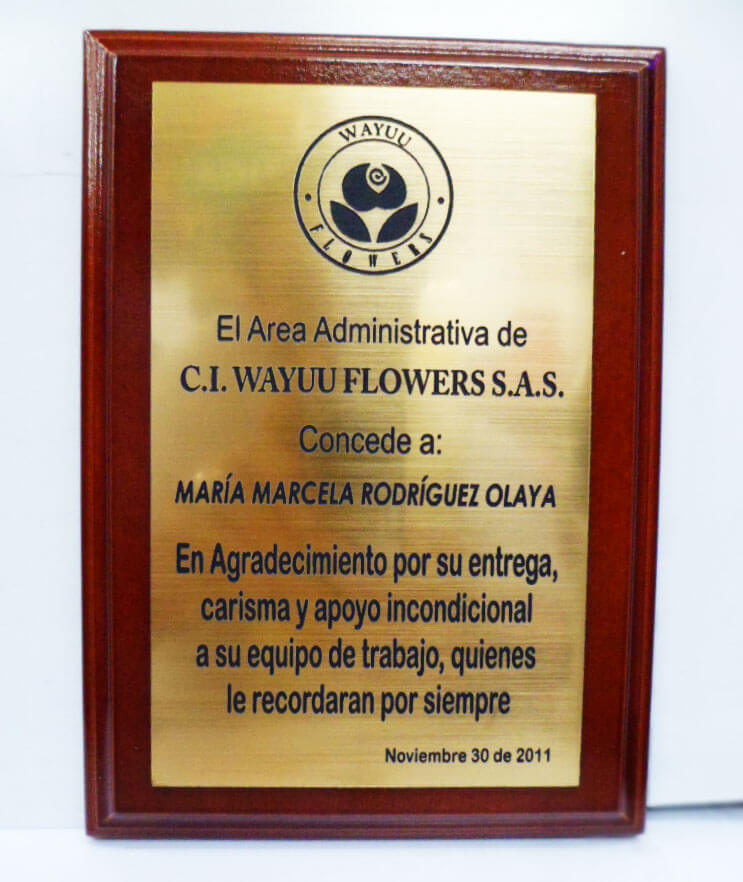 WAYUU
FLOWERS
El Area Administrativa de
C.I. WAYUU FLOWERS S.A.S.
Concede a:
MARÍA MARCELA RODRÍGUEZ OLAYA
En Agradecimiento por su entrega,
carisma y apoyo incondicional
a su equipo de trabajo, quienes
le recordaran por siempre
Noviembre 30 de 2011